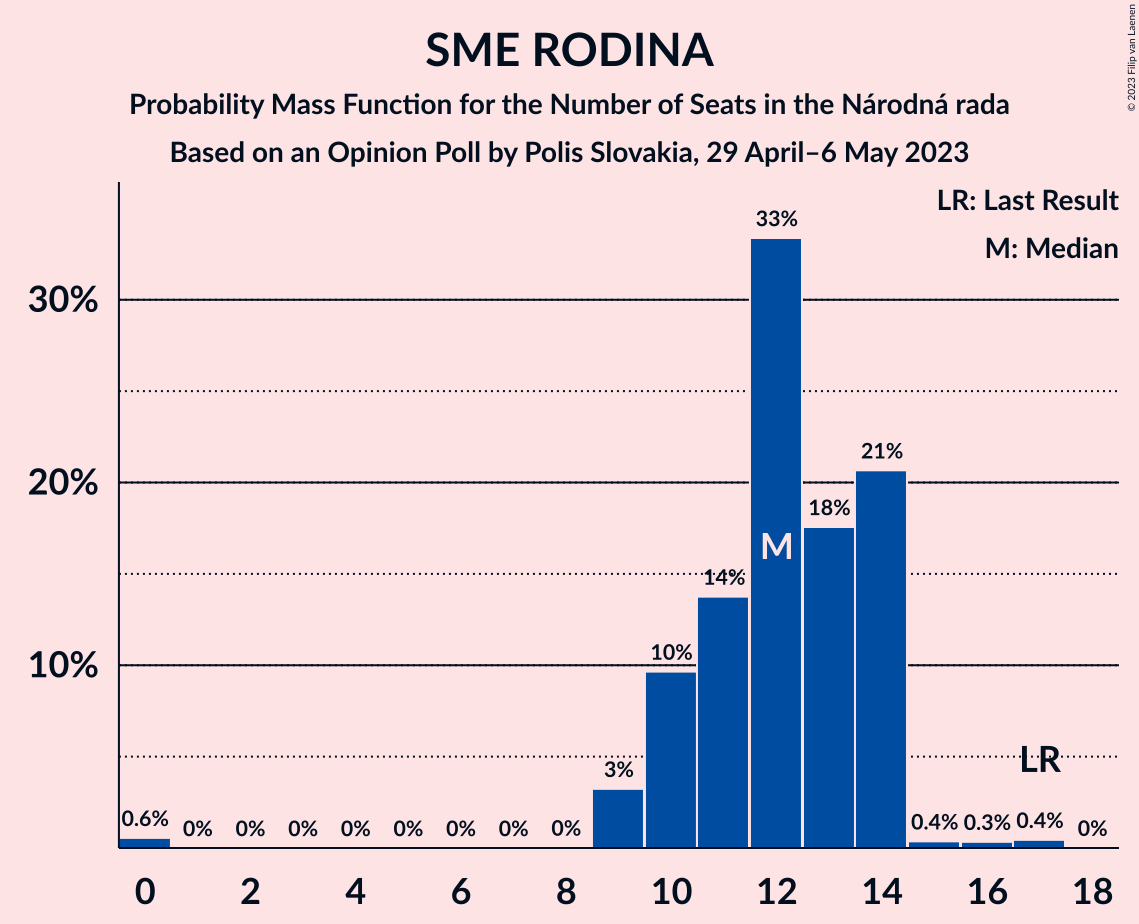 SME RODINA
Probability Mass Function for the Number of Seats in the Národná rada
Based on an Opinion Poll by Polis Slovakia, 29 April–6 May 2023
© 2023 Filip van Laenen
LR: Last Result
M: Median
30%
20%
10%
0.6%
0%
0%
0%
0%
0%
0%
0%
0%
3%
10%
14%
33%
18%
21%
0.4%
0.3%
0.4%
0%
M
LR
0 2 4 6 8 10 12 14 16 18